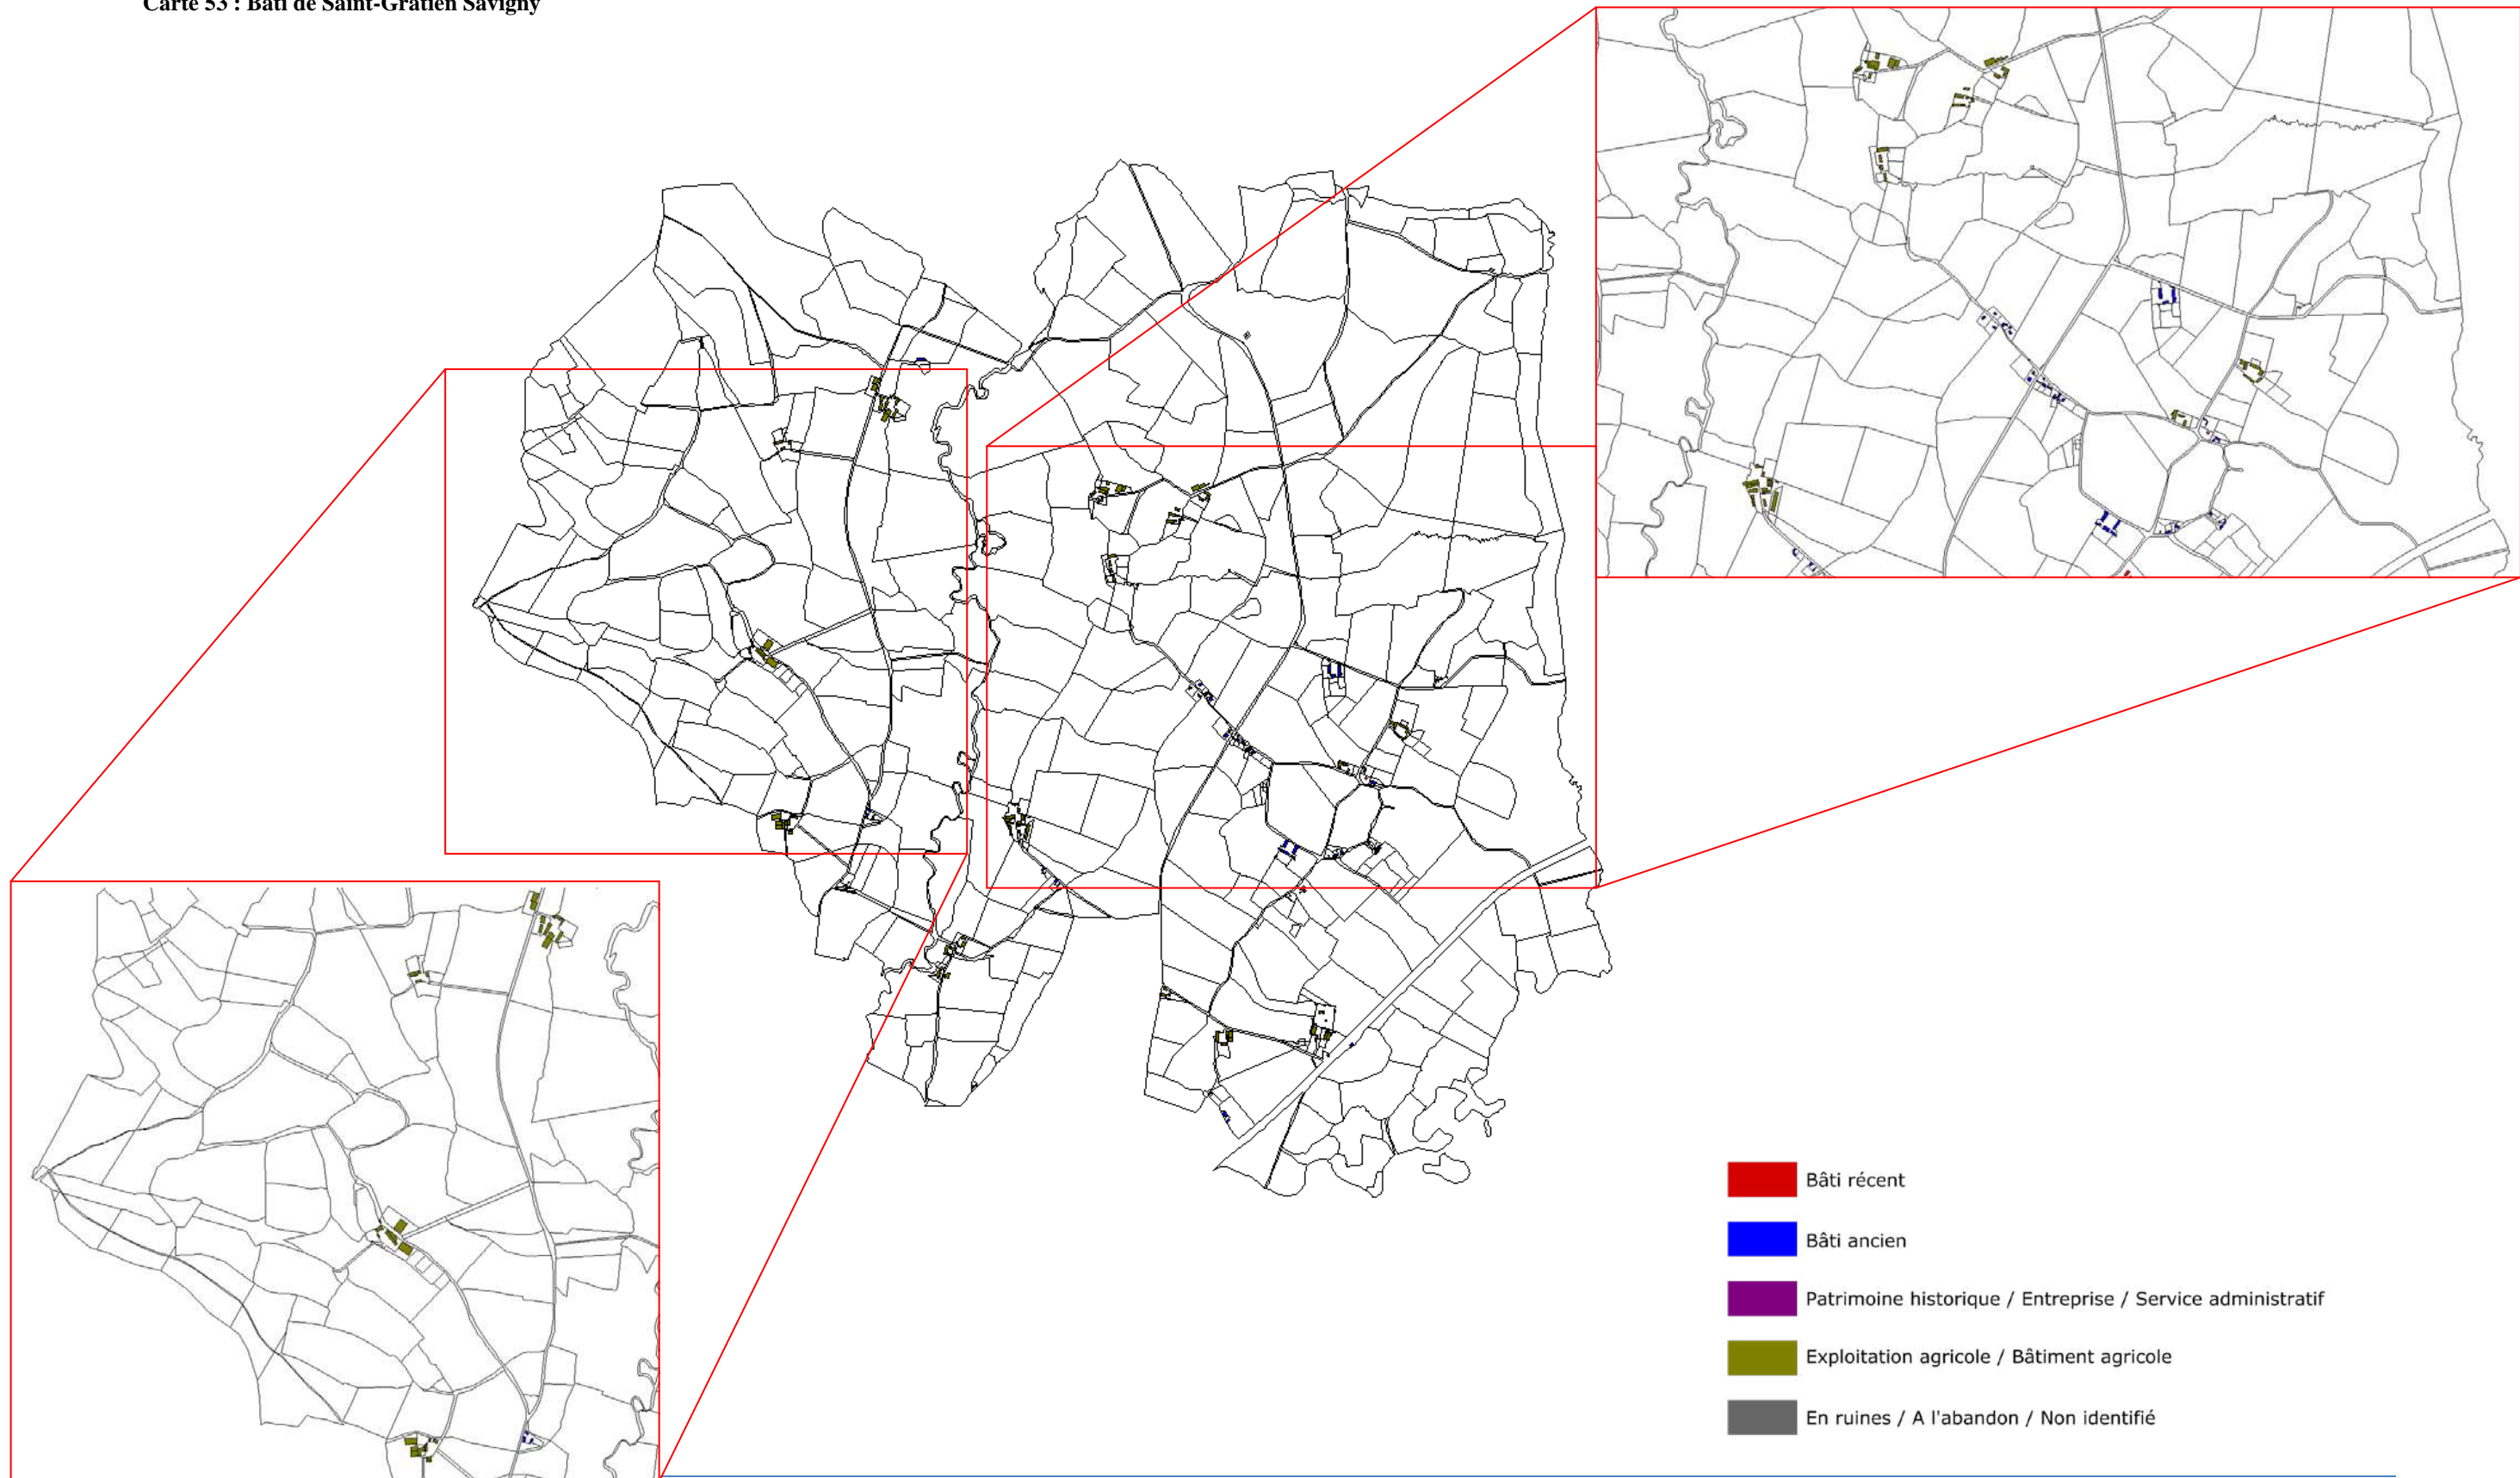 Carte 53 : Bâti de Saint-Gratien Savigny
Bâti récent
Bâti ancien
Patrimoine historique / Entreprise / Service administratif
Exploitation agricole / Bâtiment agricole
En ruines / A l'abandon / Non identifié